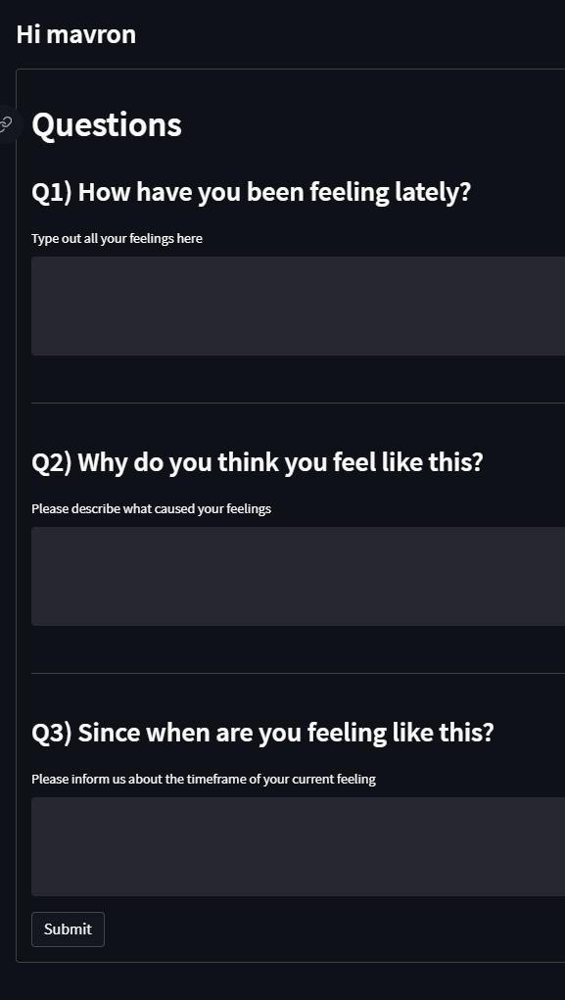 Hi mavron
Questions
Q1) How have you been feeling lately?
Type out all your feelings here
Q2) Why do you think you feel like this?
Please describe what caused your feelings
Q3) Since when are you feeling like this?
Please inform us about the timeframe of your current feeling
Submit